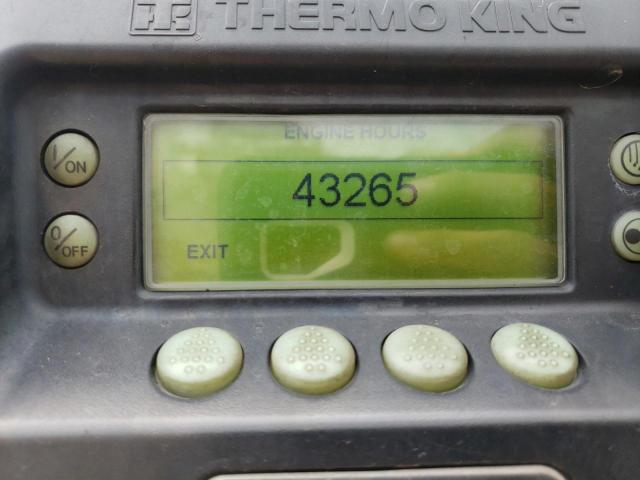 THERMO KING
ENGINE HOURS
I/ON
43265
0/OFF
EXIT